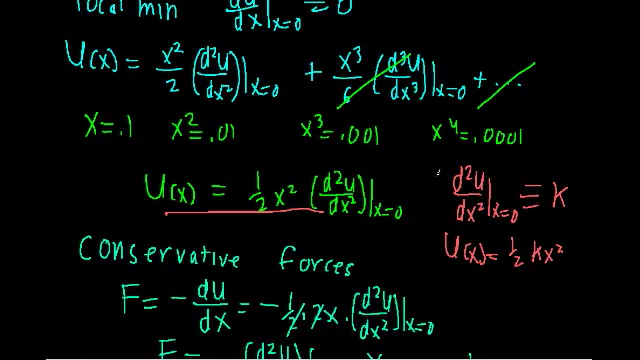 Total min du/dx|x=0 = 0
U(x) = x²/2 (d²U/dx²)|x=0 + x³/6 (d³U/dx³)|x=0 + ...
X=.1 x²=.01 x³=.001 x⁴=.0001
U(x) = 1/2 x² (d²U/dx²)|x=0
d²U/dx²|x=0 ≡ K
U(x)=1/2 kx²
Conservative forces
F = -dU/dx = -1/2·2x·(d²U/dx²)|x=0
F = (d²U